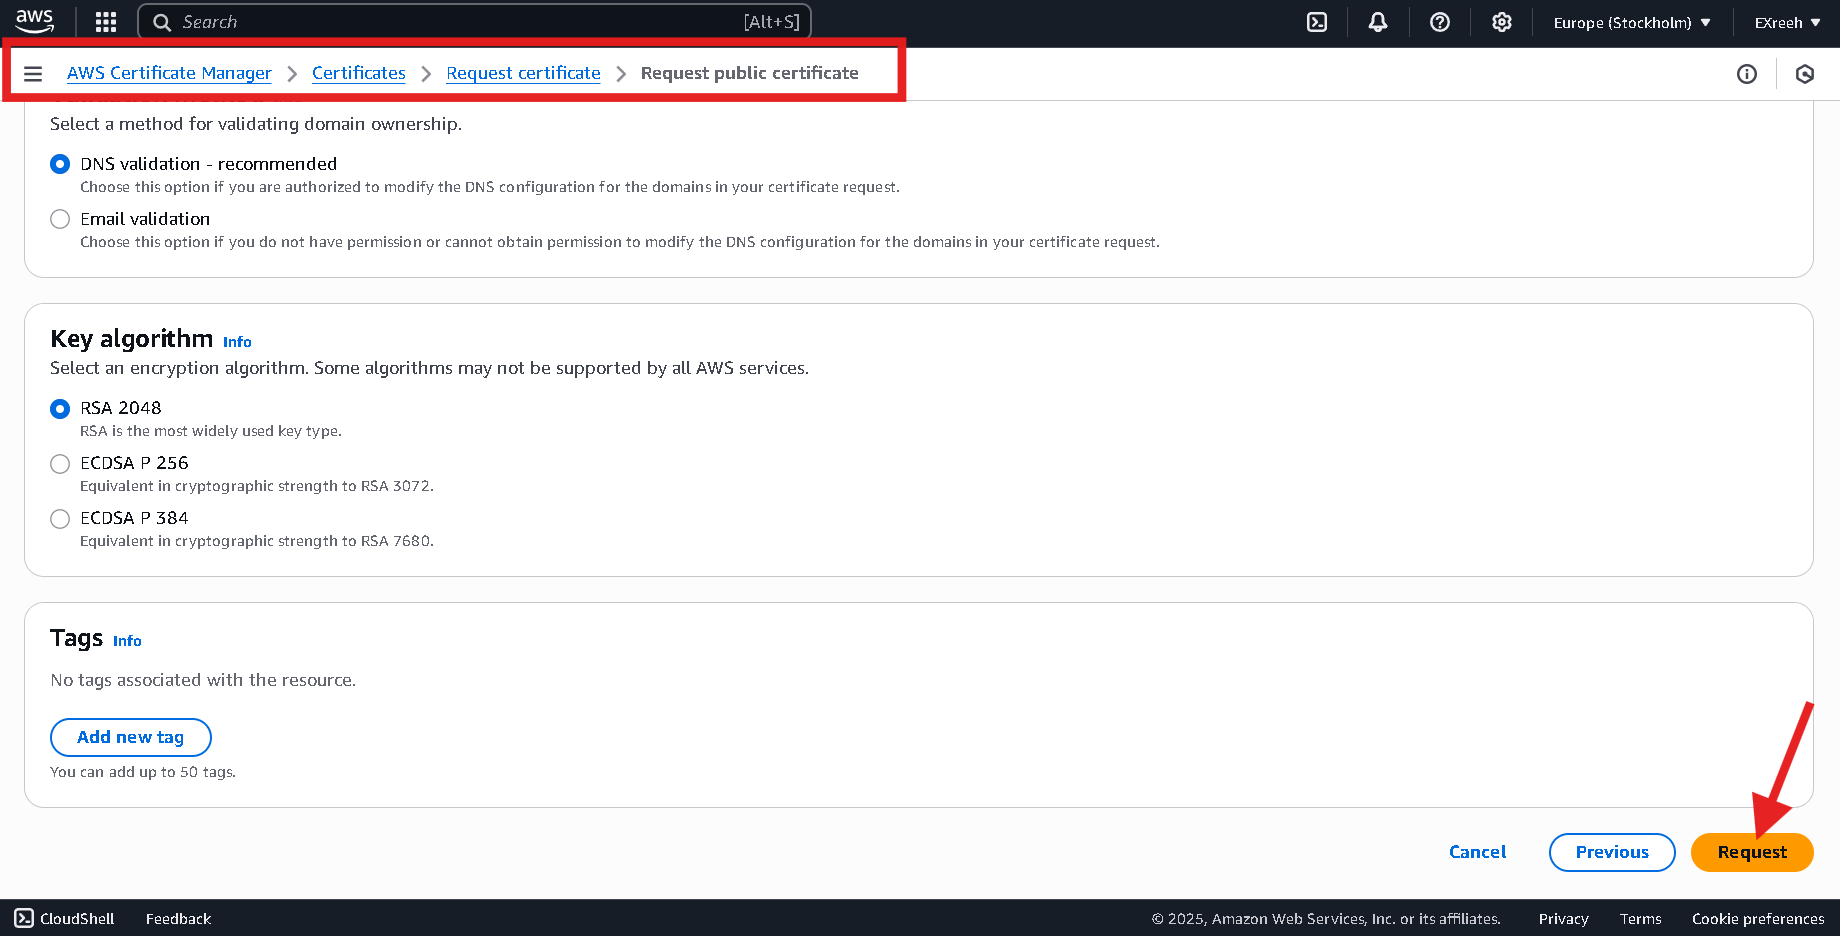 aws
Search
[Alt+S]
Europe (Stockholm)
EXreeh
AWS Certificate Manager
Certificates
Request certificate
Request public certificate
Select a method for validating domain ownership.
DNS validation - recommended
Choose this option if you are authorized to modify the DNS configuration for the domains in your certificate request.
Email validation
Choose this option if you do not have permission or cannot obtain permission to modify the DNS configuration for the domains in your certificate request.
Key algorithm Info
Select an encryption algorithm. Some algorithms may not be supported by all AWS services.
RSA 2048
RSA is the most widely used key type.
ECDSA P 256
Equivalent in cryptographic strength to RSA 3072.
ECDSA P 384
Equivalent in cryptographic strength to RSA 7680.
Tags Info
No tags associated with the resource.
Add new tag
You can add up to 50 tags.
Cancel
Previous
Request
CloudShell
Feedback
© 2025, Amazon Web Services, Inc. or its affiliates.
Privacy
Terms
Cookie preferences